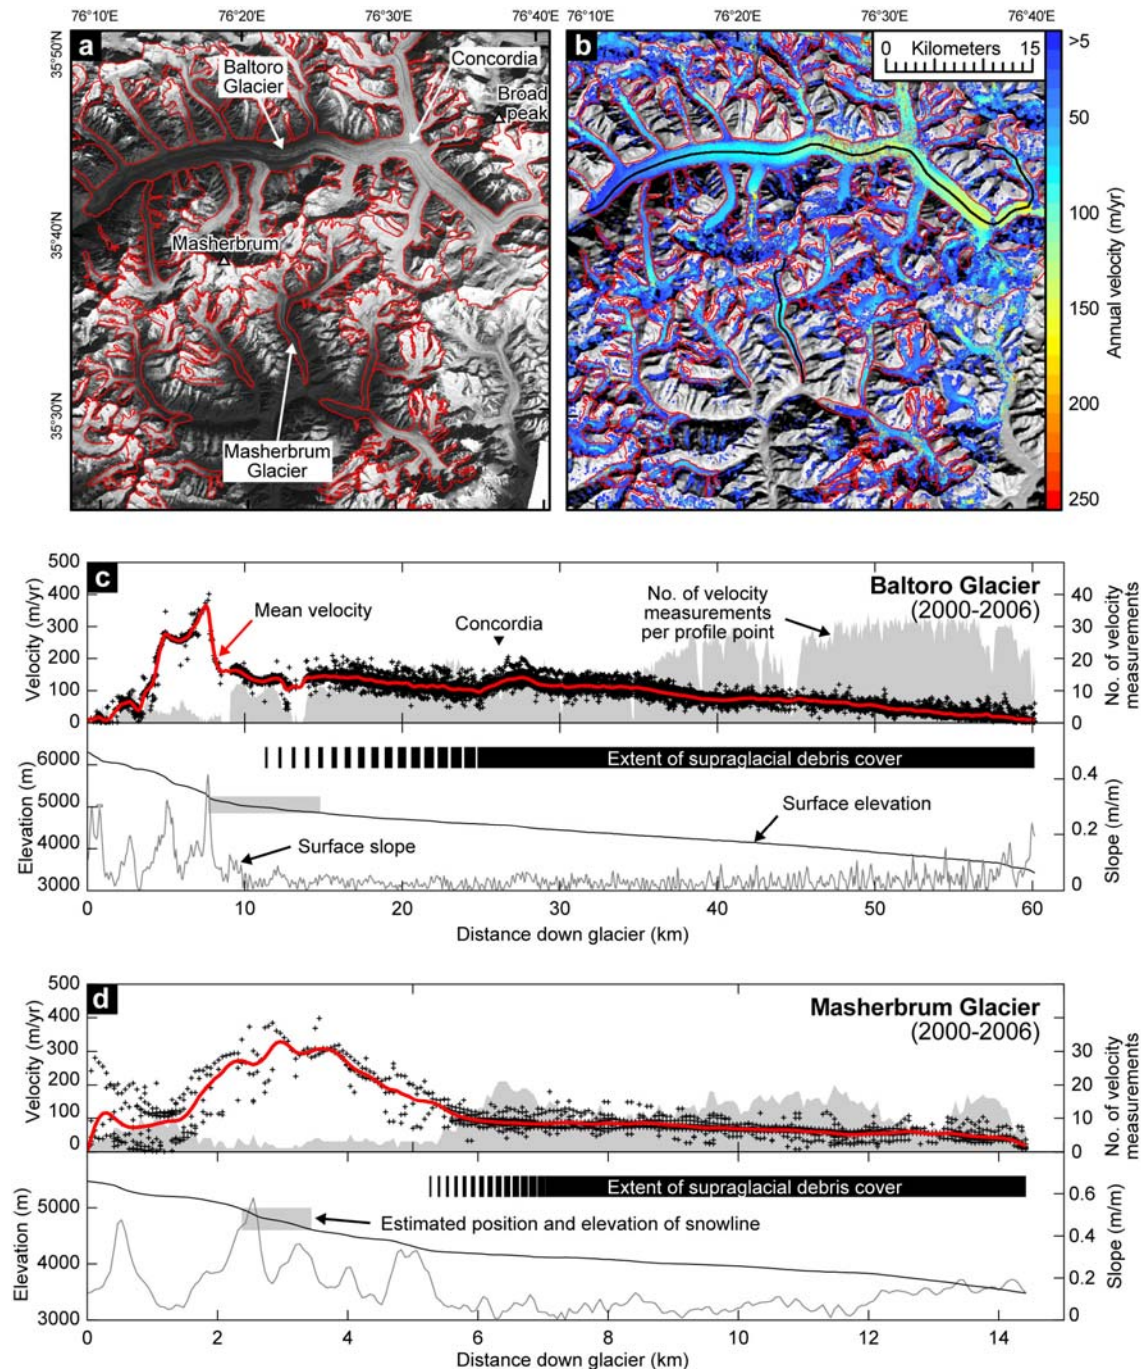 76°10'E 76°20'E 76°30'E 76°40'E
76°10'E 76°20'E 76°30'E 76°40'E
35°50'N
35°40'N
35°30'N
a
Baltoro
Glacier
Concordia
Broad
peak
Masherbrum
Masherbrum
Glacier
b
0 Kilometers 15
>5
50
100
150
200
250
Annual velocity (m/yr)
c
Baltoro Glacier
(2000-2006)
Mean velocity
Concordia
No. of velocity
measurements
per profile point
Velocity (m/yr)
500
400
300
200
100
0
40
30
20
10
0
No. of velocity
measurements
Extent of supraglacial debris cover
Surface elevation
Surface slope
Elevation (m)
6000
5000
4000
3000
0.4
0.2
0
Slope (m/m)
0 10 20 30 40 50 60
Distance down glacier (km)
d
Masherbrum Glacier
(2000-2006)
Velocity (m/yr)
500
400
300
200
100
0
30
20
10
0
No. of velocity
measurements
Extent of supraglacial debris cover
Estimated position and elevation of snowline
Elevation (m)
5000
4000
3000
0.6
0.4
0.2
0
Slope (m/m)
0 2 4 6 8 10 12 14
Distance down glacier (km)